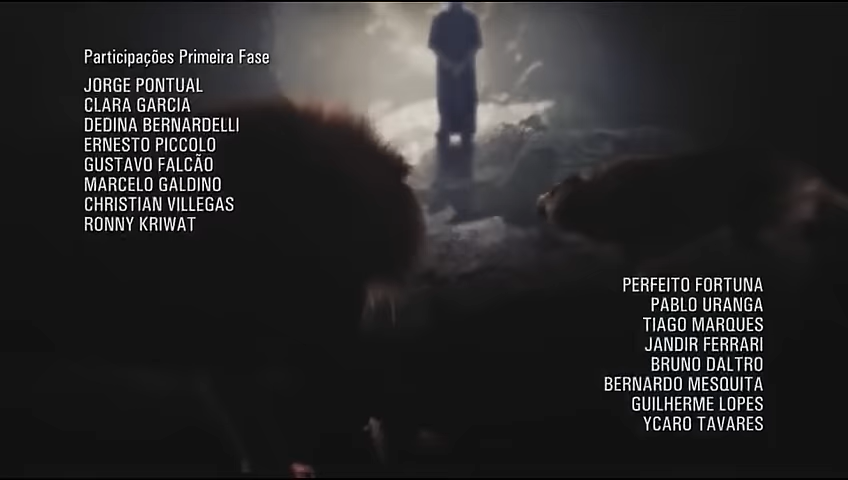 Participações Primeira Fase
JORGE PONTUAL
CLARA GARCIA
DEDINA BERNARDELLI
ERNESTO PICCOLO
GUSTAVO FALCÃO
MARCELO GALDINO
CHRISTIAN VILLEGAS
RONNY KRIWAT
PERFEITO FORTUNA
PABLO URANGA
TIAGO MARQUES
JANDIR FERRARI
BRUNO DALTRO
BERNARDO MESQUITA
GUILHERME LOPES
YCARO TAVARES